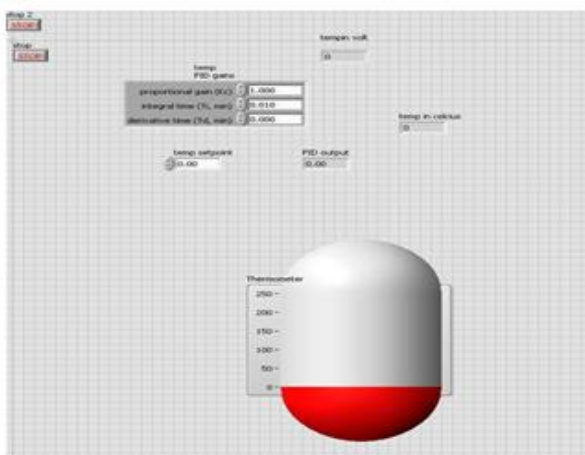 stop 2
STOP
stop
STOP
tempin volt
0
temp
PID gains
proportional gain (Kc) 1.000
integral time (Ti, min) 0.010
derivative time (Td, min) 0.000
temp in celcius
0
temp setpoint
0.00
PID output
0.00
Thermometer
250
200
150
100
50
0